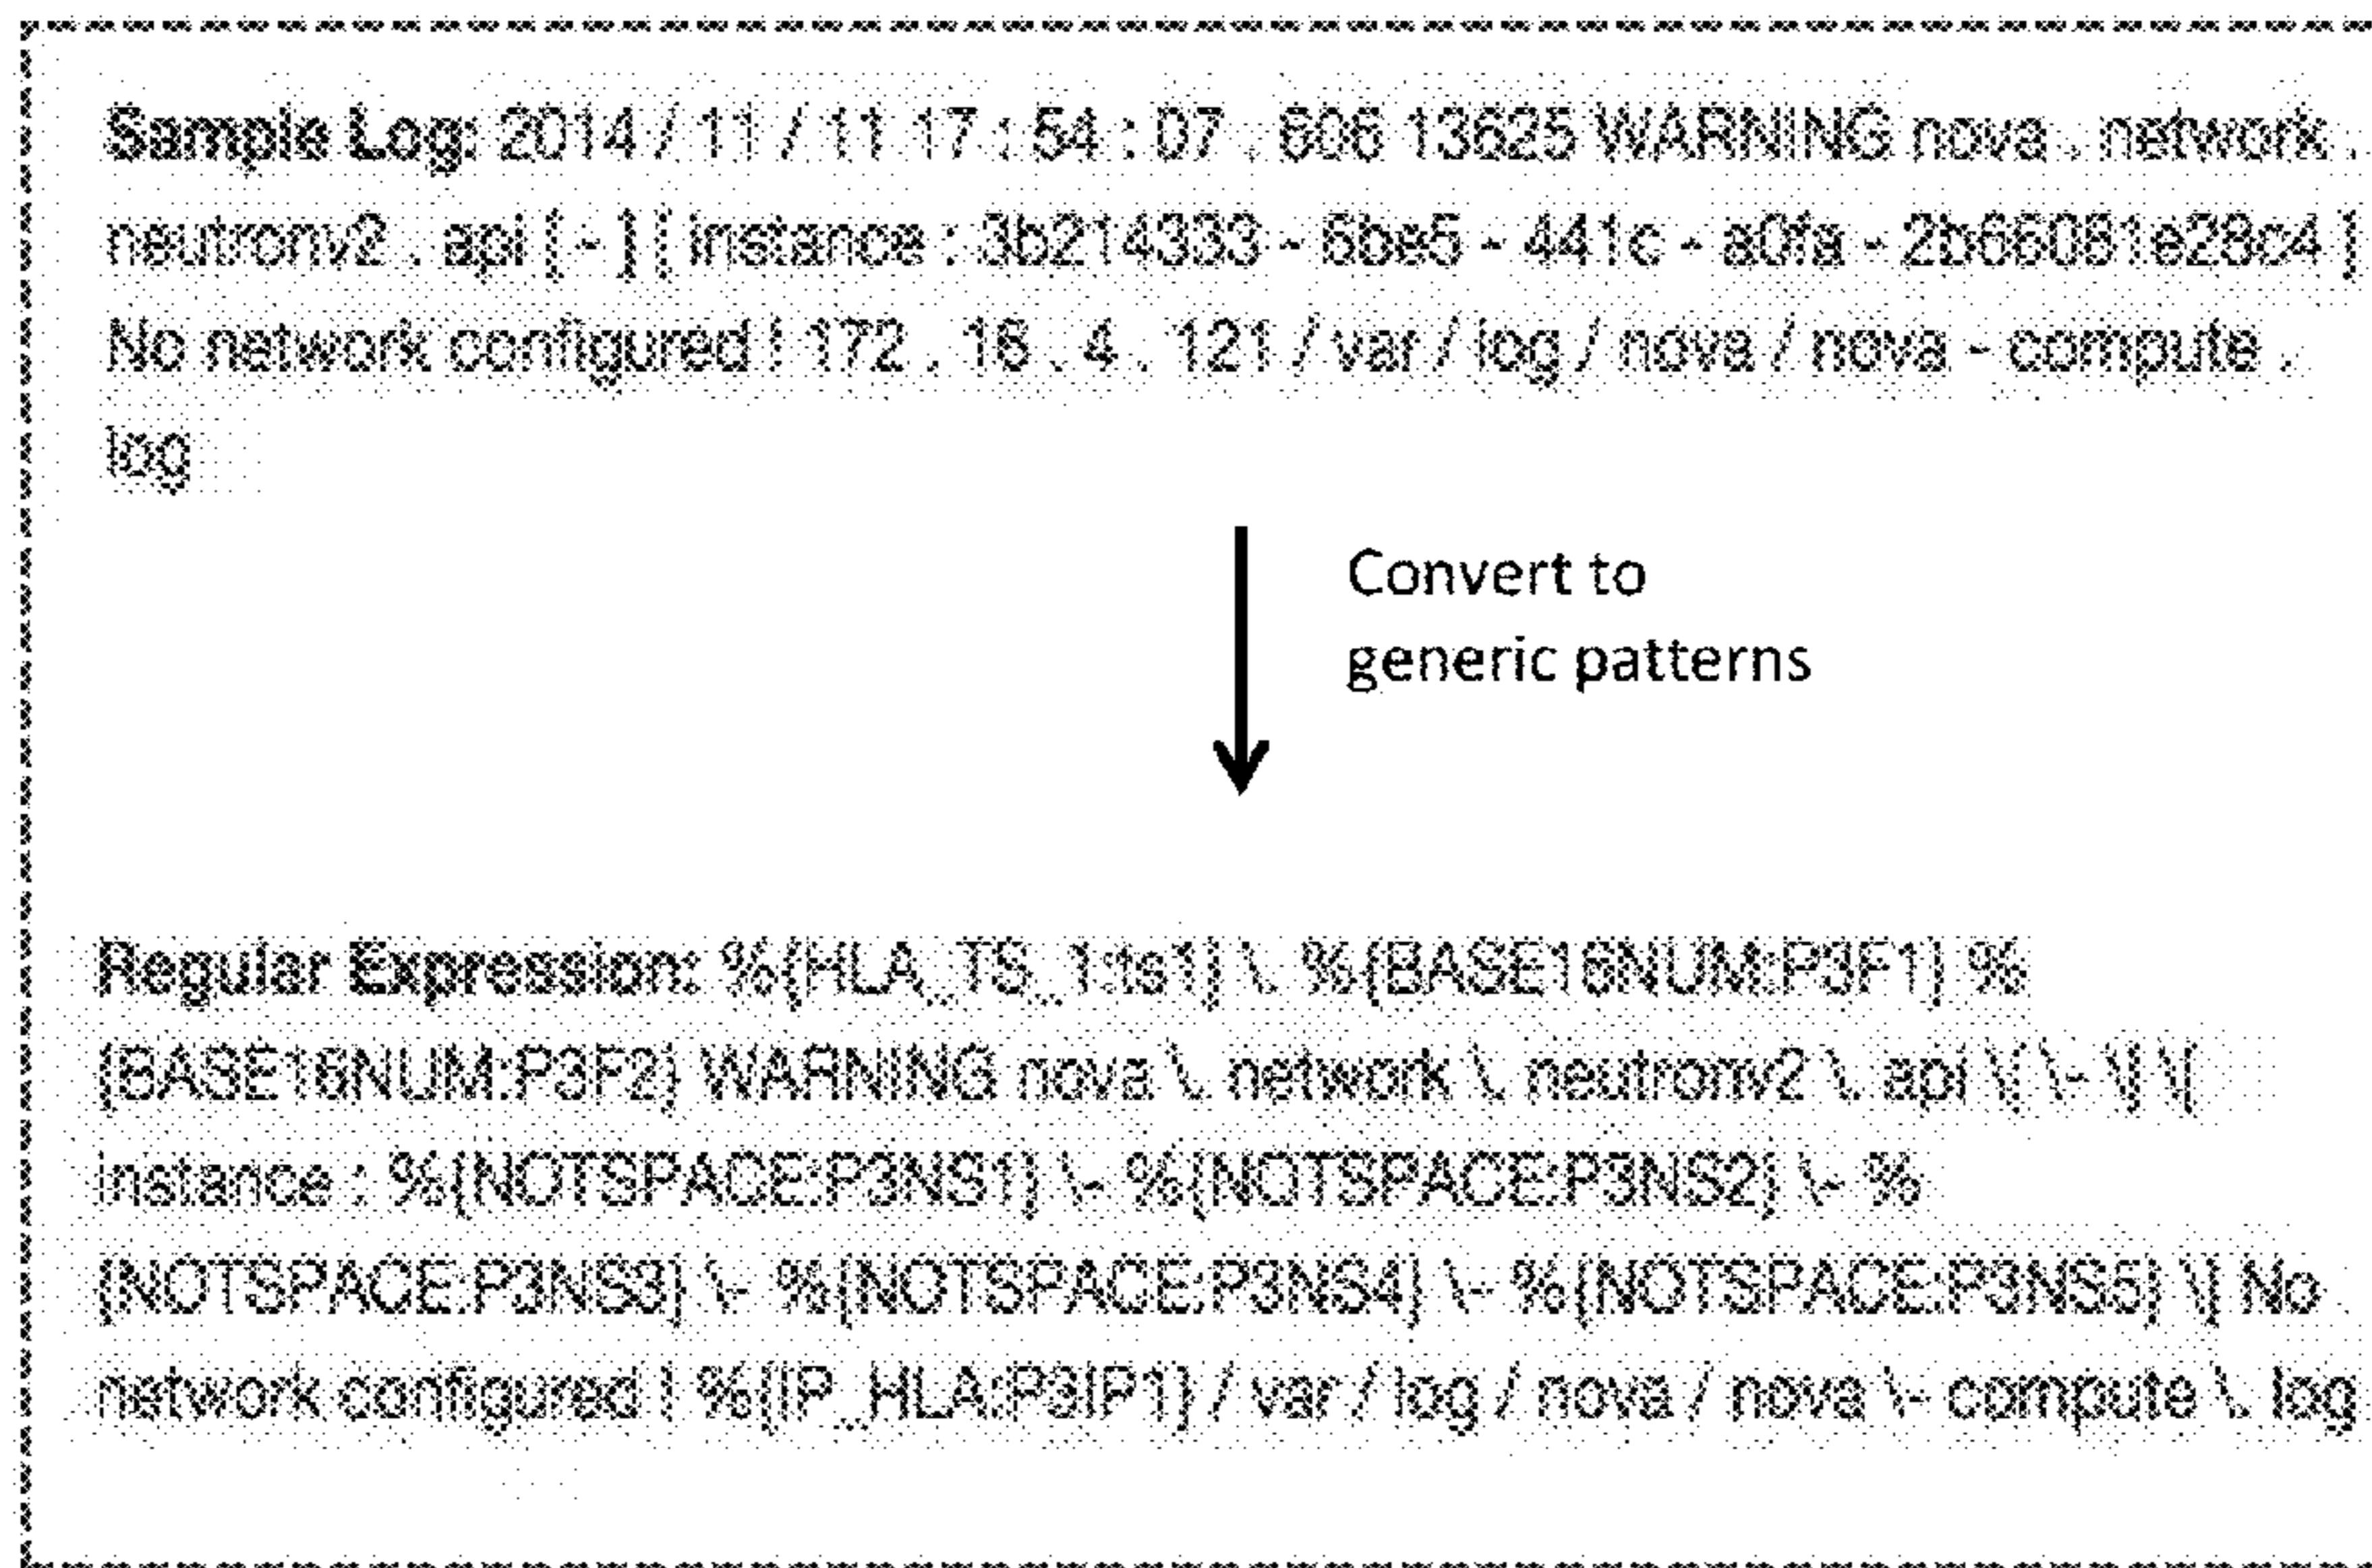 Sample Log: 2014 / 11 / 11 17 : 54 : 07 . 606 13625 WARNING nova . network .
neutronv2 . api [ - ] [ instance : 3b214333 - 6be5 - 441c - a0fa - 2b66081e28c4 ]
No network configured ! 172 . 16 . 4 . 121 / var / log / nova / nova - compute .
log
Convert to
generic patterns
Regular Expression: %{HLA_TS_1:ts1} \. %{BASE16NUM:P3F1} %
{BASE16NUM:P3F2} WARNING nova \. network \. neutronv2 \. api \[ \- \] \[
instance : %{NOTSPACE:P3NS1} \- %{NOTSPACE:P3NS2} \- %
{NOTSPACE:P3NS3} \- %{NOTSPACE:P3NS4} \- %{NOTSPACE:P3NS5} \] No
network configured ! %{IP_HLA:P3IP1} / var / log / nova / nova \- compute \. log